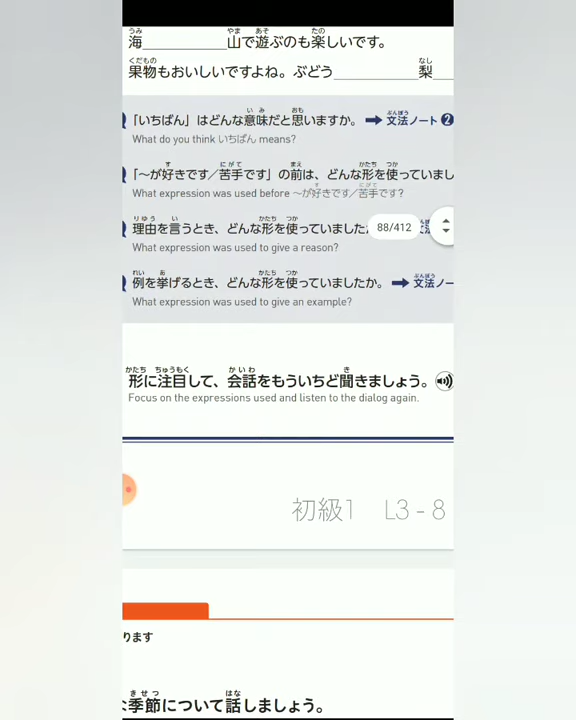 海＿＿＿＿＿＿山で遊ぶのも楽しいです。
果物もおいしいですよね。ぶどう＿＿＿＿＿＿梨＿＿
「いちばん」はどんな意味だと思いますか。 ➡ 文法ノート❷
What do you think いちばん means?
「～が好きです／苦手です」の前は、どんな形を使っていまし
What expression was used before ～が好きです／苦手です?
理由を言うとき、どんな形を使っていました
88/412
What expression was used to give a reason?
例を挙げるとき、どんな形を使っていましたか。 ➡ 文法ノー
What expression was used to give an example?
形に注目して、会話をもういちど聞きましょう。
Focus on the expressions used and listen to the dialog again.
初級1 L3 - 8
ります
季節について話しましょう。